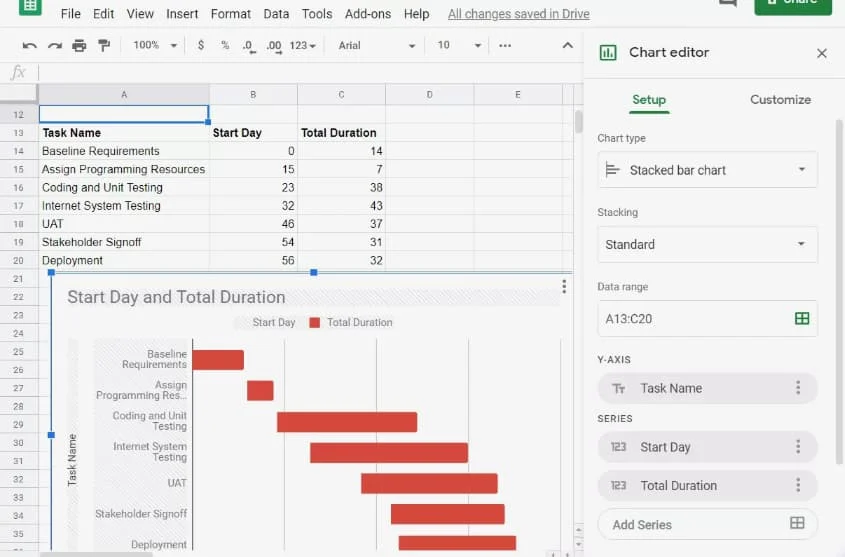 File Edit View Insert Format Data Tools Add-ons Help All changes saved in Drive Share
100% $ % .0 .00 123 Arial 10 ...
fx
A B C D E
12
13 Task Name Start Day Total Duration
14 Baseline Requirements 0 14
15 Assign Programming Resources 15 7
16 Coding and Unit Testing 23 38
17 Internet System Testing 32 43
18 UAT 46 37
19 Stakeholder Signoff 54 31
20 Deployment 56 32
21
22
23
24
25
26
27
28
29
30
31
32
33
34
35
Start Day and Total Duration
Start Day Total Duration
Task Name
Baseline
Requirements
Assign
Programming Res...
Coding and Unit
Testing
Internet System
Testing
UAT
Stakeholder Signoff
Deployment
Chart editor
Setup Customize
Chart type
Stacked bar chart
Stacking
Standard
Data range
A13:C20
Y-AXIS
Tт Task Name
SERIES
123 Start Day
123 Total Duration
Add Series